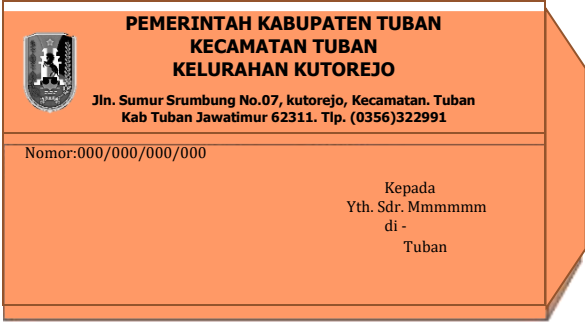 PEMERINTAH KABUPATEN TUBAN
KECAMATAN TUBAN
KELURAHAN KUTOREJO
Jln. Sumur Srumbung No.07, kutorejo, Kecamatan. Tuban
Kab Tuban Jawatimur 62311. Tlp. (0356)322991
Nomor:000/000/000/000
Kepada
Yth. Sdr. Mmmmmm
di -
Tuban